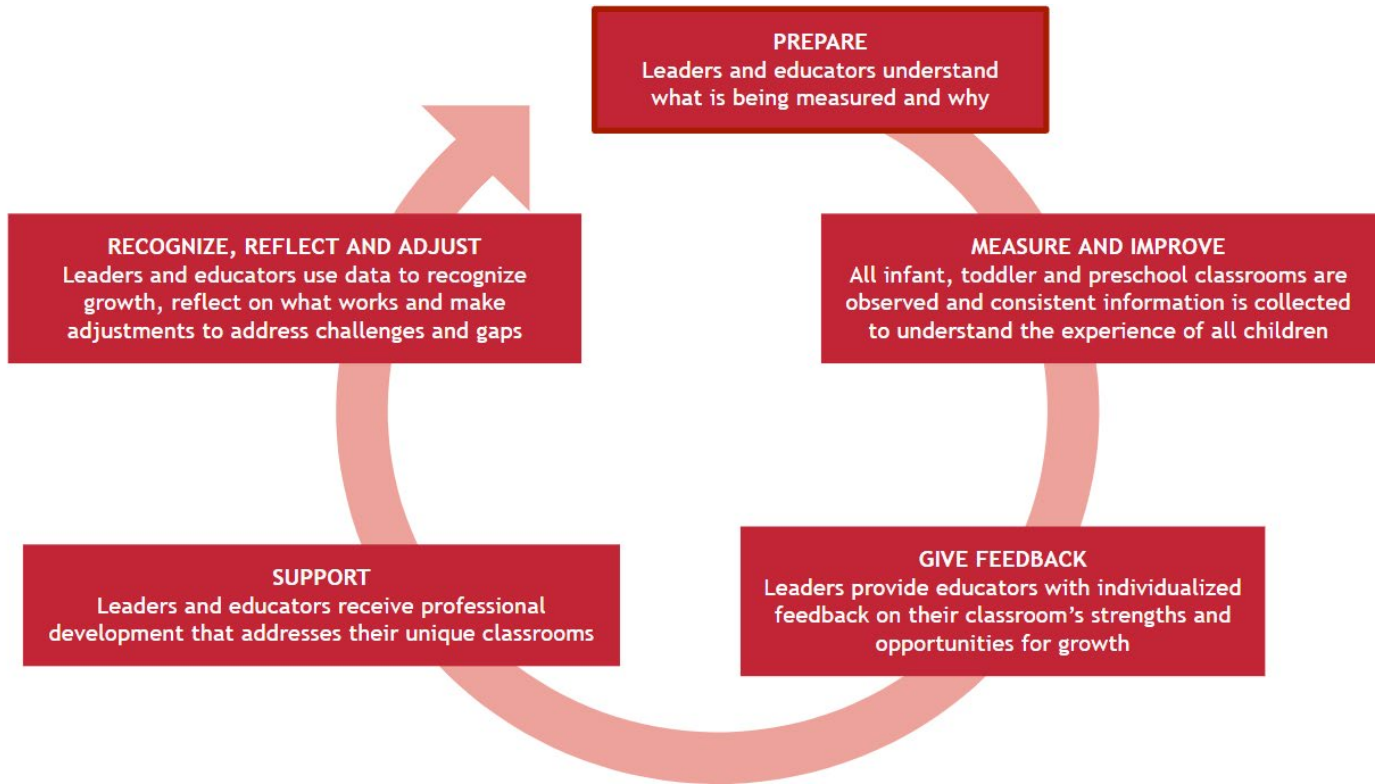 PREPARE
Leaders and educators understand
what is being measured and why
MEASURE AND IMPROVE
All infant, toddler and preschool classrooms are
observed and consistent information is collected
to understand the experience of all children
GIVE FEEDBACK
Leaders provide educators with individualized
feedback on their classroom’s strengths and
opportunities for growth
SUPPORT
Leaders and educators receive professional
development that addresses their unique classrooms
RECOGNIZE, REFLECT AND ADJUST
Leaders and educators use data to recognize
growth, reflect on what works and make
adjustments to address challenges and gaps